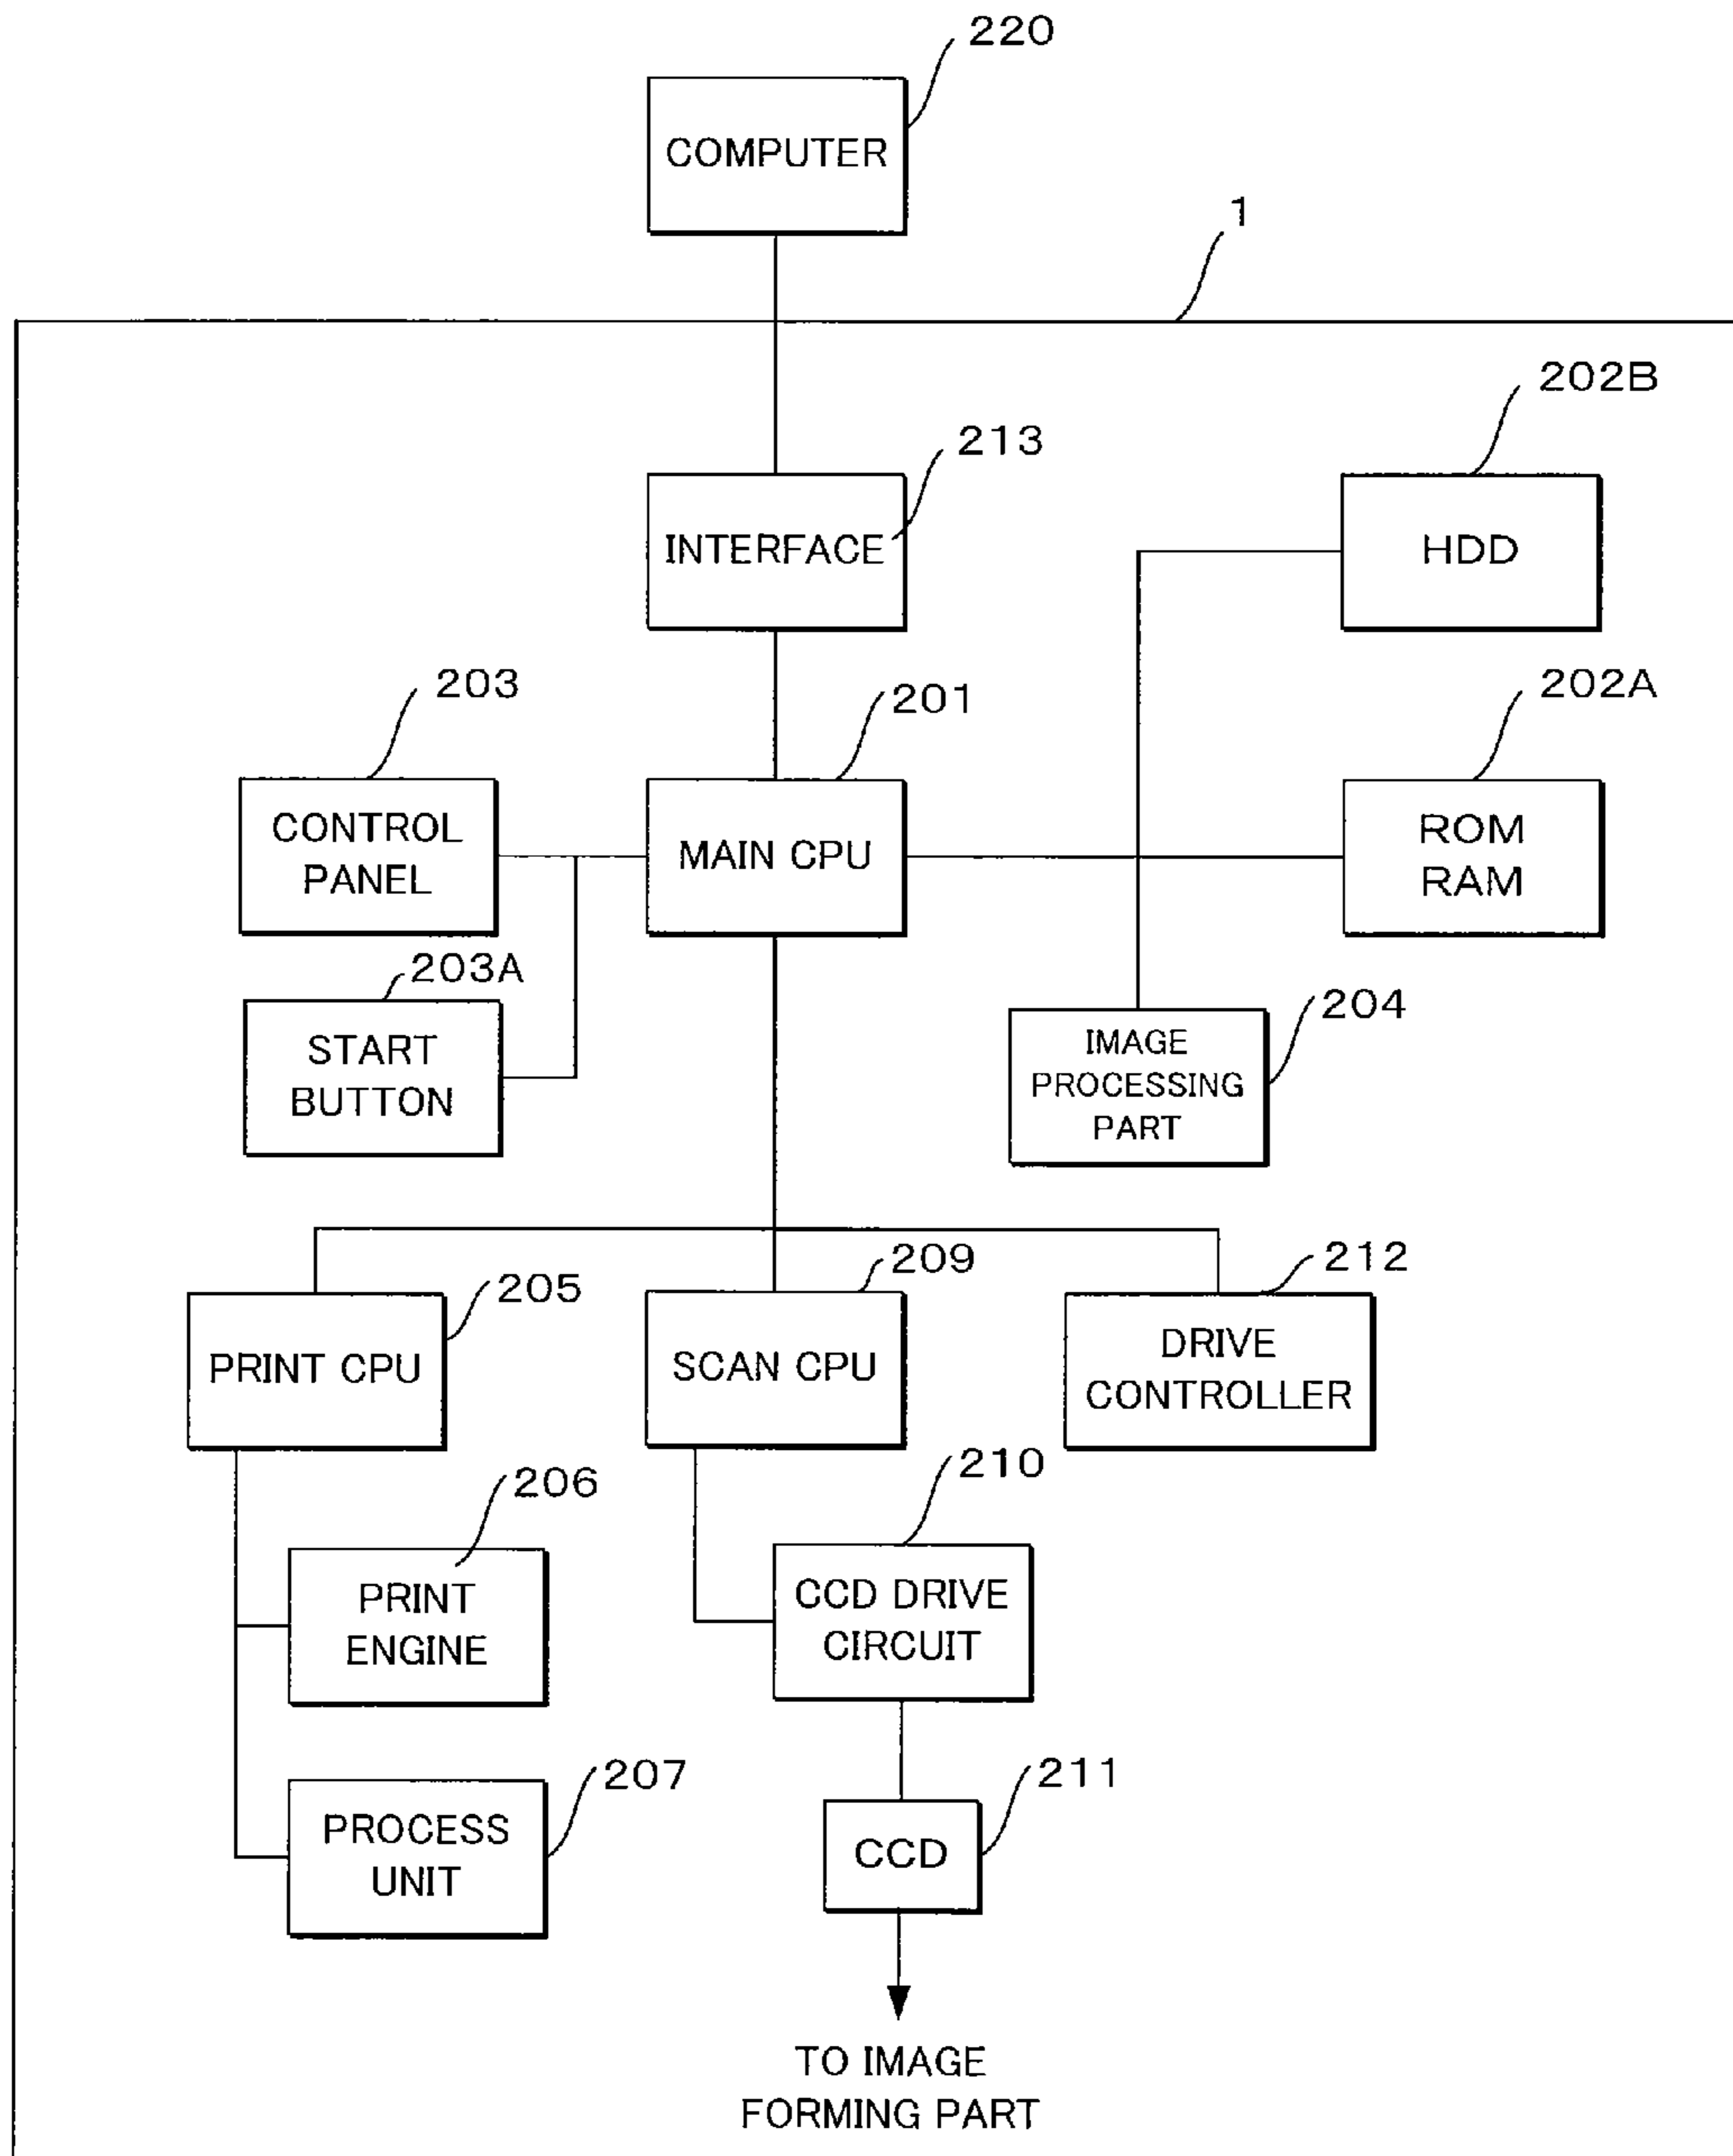 220
COMPUTER
1
202B
213
INTERFACE
HDD
203
201
202A
CONTROL
PANEL
MAIN CPU
ROM
RAM
203A
START
BUTTON
204
IMAGE
PROCESSING
PART
205
209
212
PRINT CPU
SCAN CPU
DRIVE
CONTROLLER
206
210
PRINT
ENGINE
CCD DRIVE
CIRCUIT
207
211
PROCESS
UNIT
CCD
TO IMAGE
FORMING PART